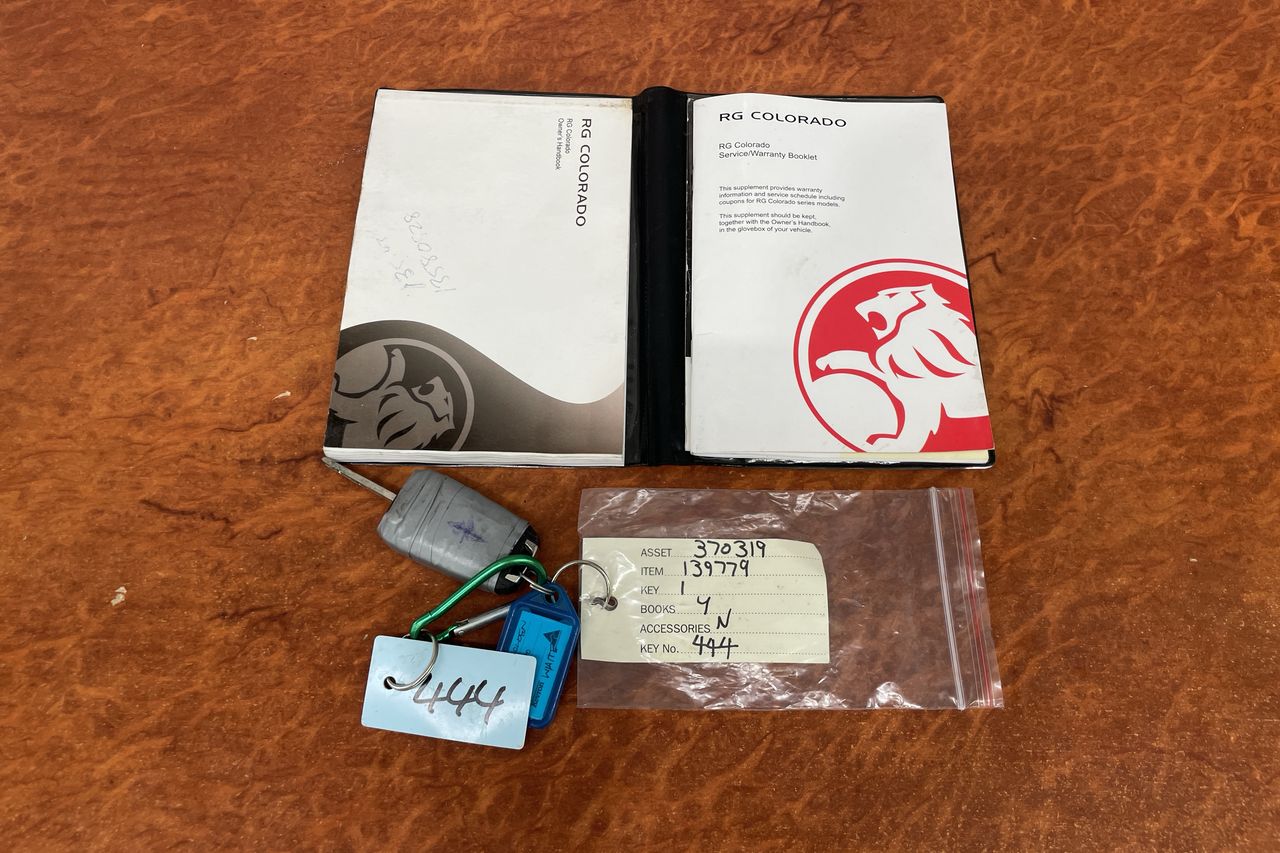 RG COLORADO
RG Colorado
Owner's Handbook
RG COLORADO
RG Colorado
Service/Warranty Booklet
This supplement provides warranty
information and service schedule including
coupons for RG Colorado series models.
This supplement should be kept,
together with the Owner's Handbook,
in the glovebox of your vehicle.
ASSET 370319
ITEM 139779
KEY 1
BOOKS Y
ACCESSORIES N
KEY No. 444
444